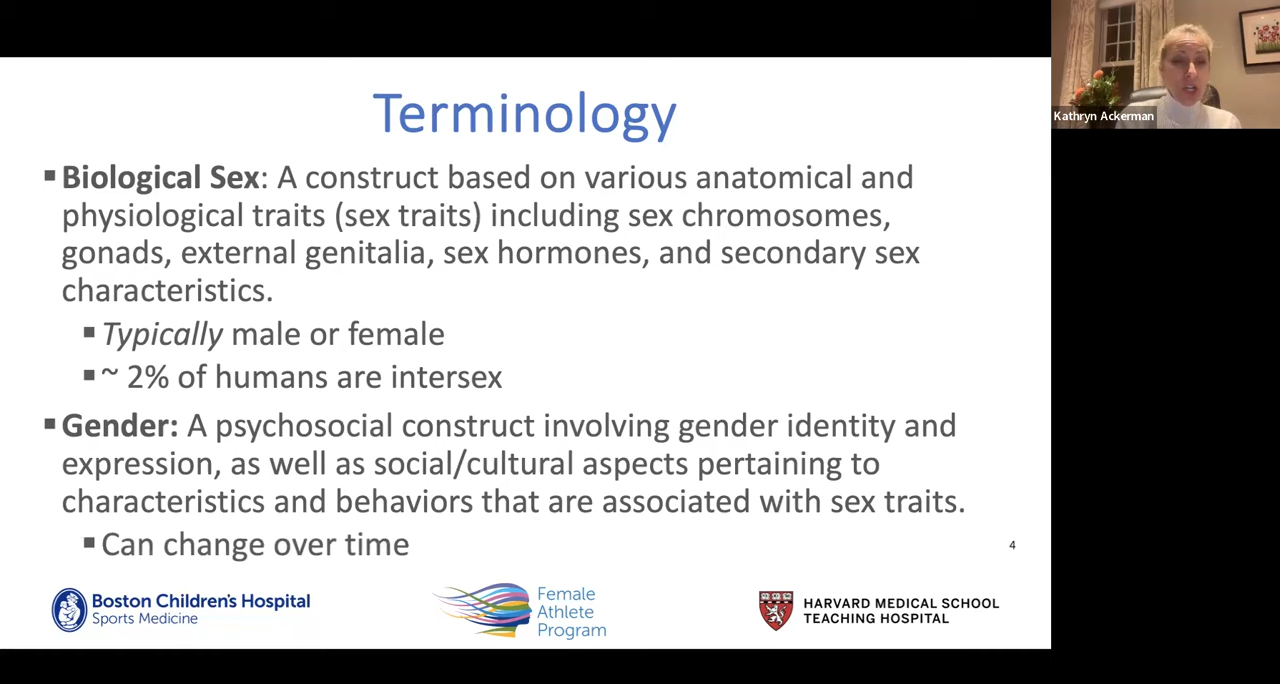 Terminology
▪ Biological Sex: A construct based on various anatomical and
physiological traits (sex traits) including sex chromosomes,
gonads, external genitalia, sex hormones, and secondary sex
characteristics.
▪ Typically male or female
▪ ~ 2% of humans are intersex
▪ Gender: A psychosocial construct involving gender identity and
expression, as well as social/cultural aspects pertaining to
characteristics and behaviors that are associated with sex traits.
▪ Can change over time
4
Boston Children's Hospital
Sports Medicine
Female
Athlete
Program
HARVARD MEDICAL SCHOOL
TEACHING HOSPITAL
Kathryn Ackerman